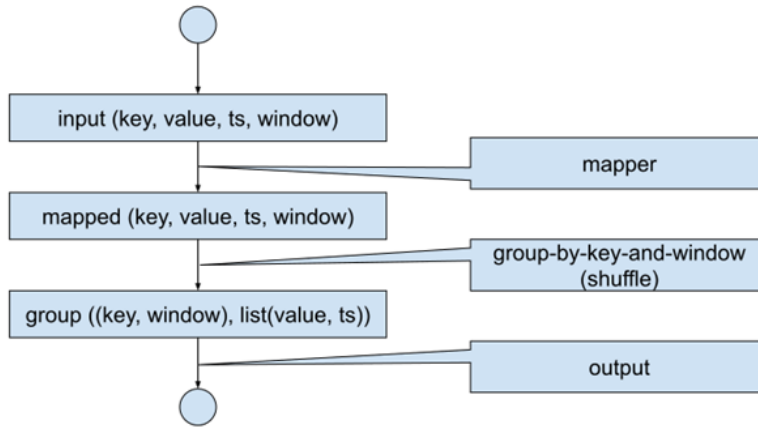 input (key, value, ts, window)
mapper
mapped (key, value, ts, window)
group-by-key-and-window
(shuffle)
group ((key, window), list(value, ts))
output